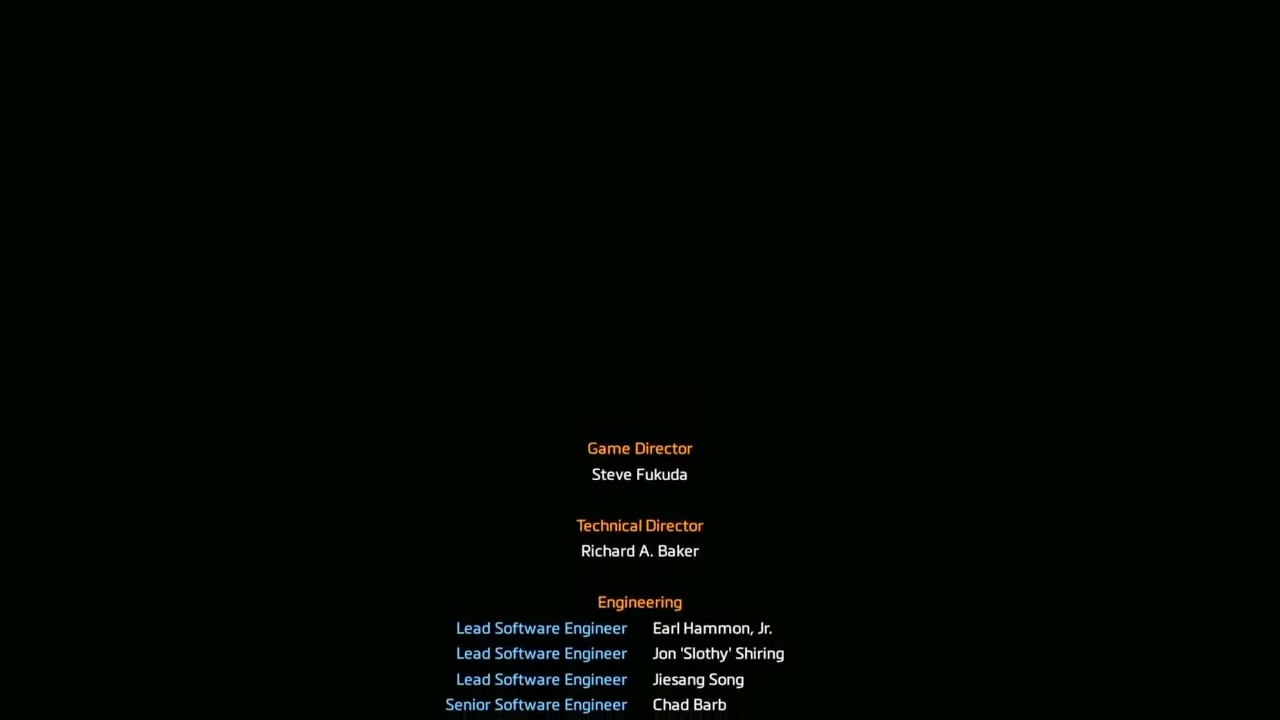 Game Director
Steve Fukuda
Technical Director
Richard A. Baker
Engineering
Lead Software Engineer Earl Hammon, Jr.
Lead Software Engineer Jon 'Slothy' Shiring
Lead Software Engineer Jiesang Song
Senior Software Engineer Chad Barb